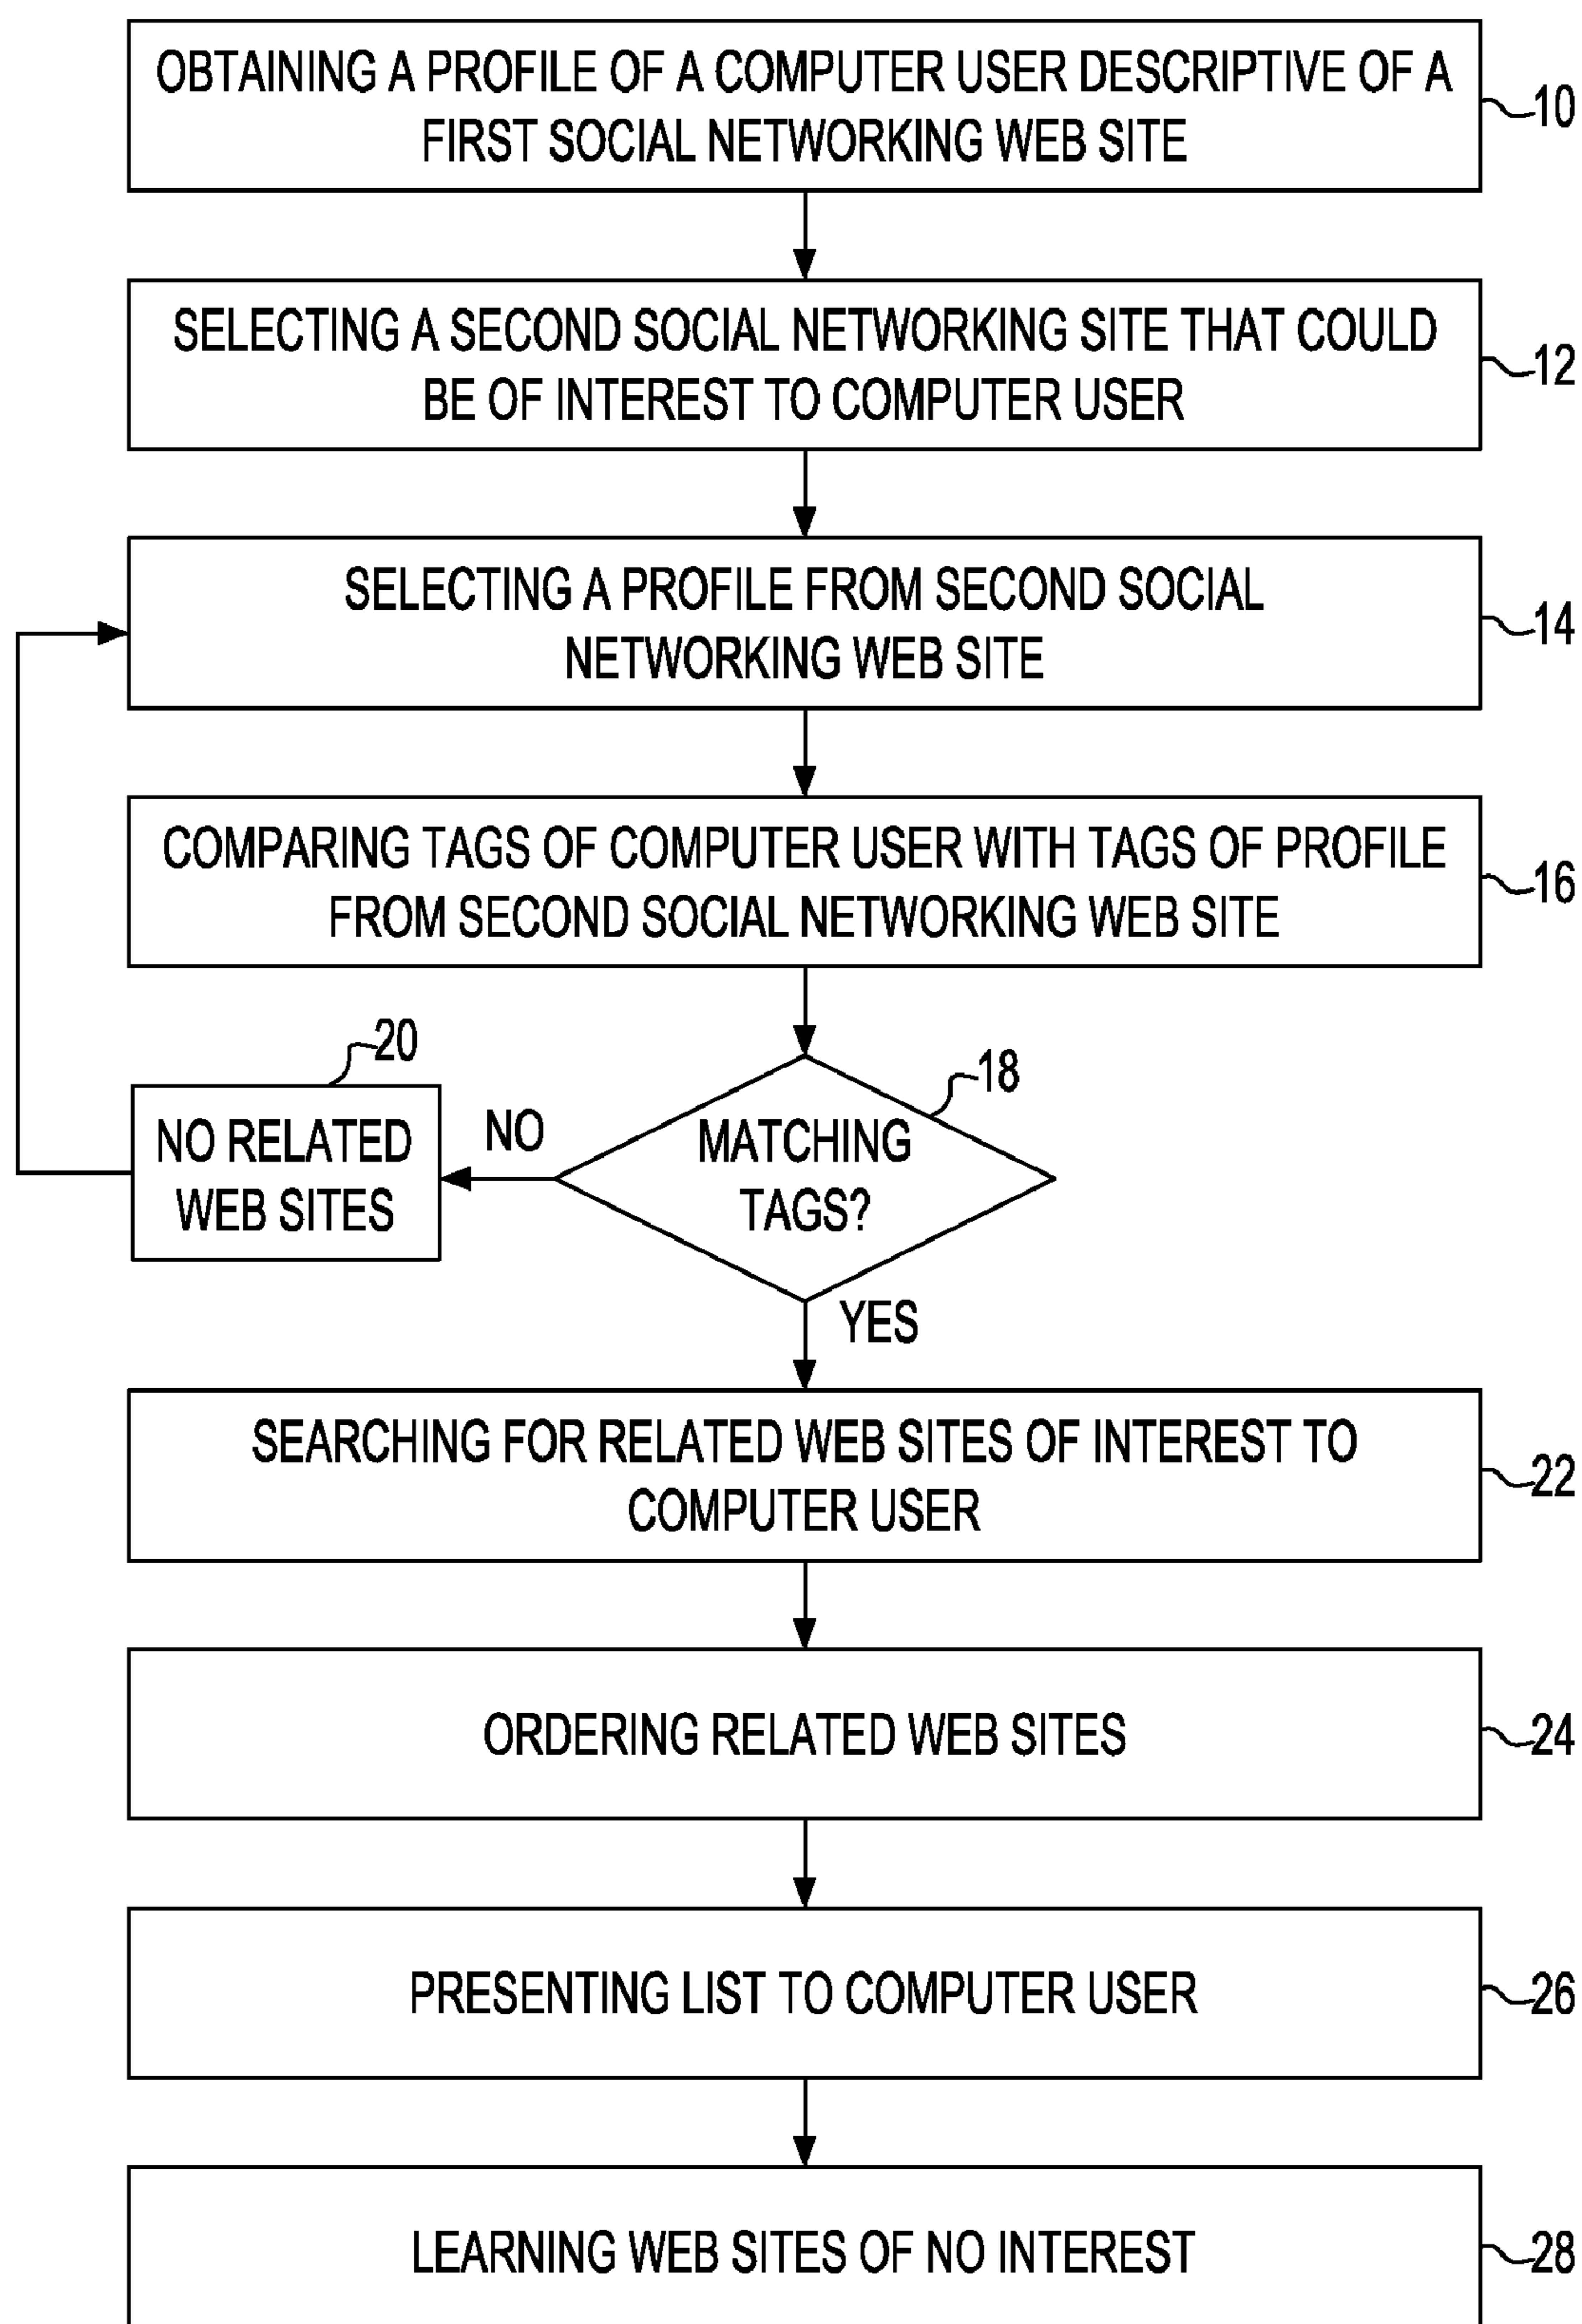 OBTAINING A PROFILE OF A COMPUTER USER DESCRIPTIVE OF A
FIRST SOCIAL NETWORKING WEB SITE
10
SELECTING A SECOND SOCIAL NETWORKING SITE THAT COULD
BE OF INTEREST TO COMPUTER USER
12
SELECTING A PROFILE FROM SECOND SOCIAL
NETWORKING WEB SITE
14
COMPARING TAGS OF COMPUTER USER WITH TAGS OF PROFILE
FROM SECOND SOCIAL NETWORKING WEB SITE
16
20
18
NO RELATED
WEB SITES
NO
MATCHING
TAGS?
YES
SEARCHING FOR RELATED WEB SITES OF INTEREST TO
COMPUTER USER
22
ORDERING RELATED WEB SITES
24
PRESENTING LIST TO COMPUTER USER
26
LEARNING WEB SITES OF NO INTEREST
28